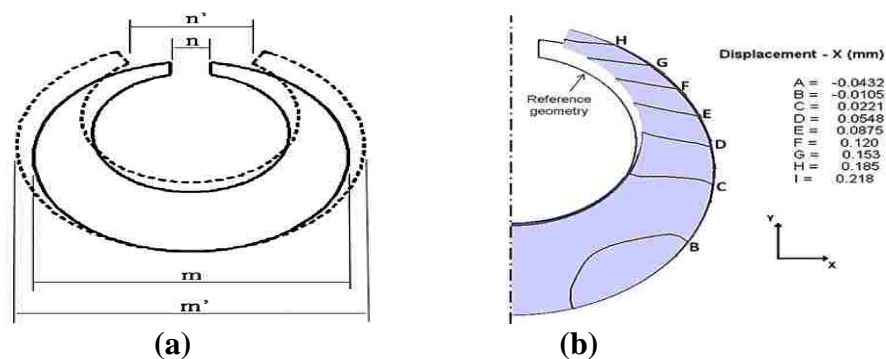 n'
n
m
m'
(a)
H
G
F
E
D
C
B
Reference
geometry
Y
X
Displacement - X (mm)
A = -0.0432
B = -0.0105
C = 0.0221
D = 0.0548
E = 0.0875
F = 0.120
G = 0.153
H = 0.185
I = 0.218
(b)